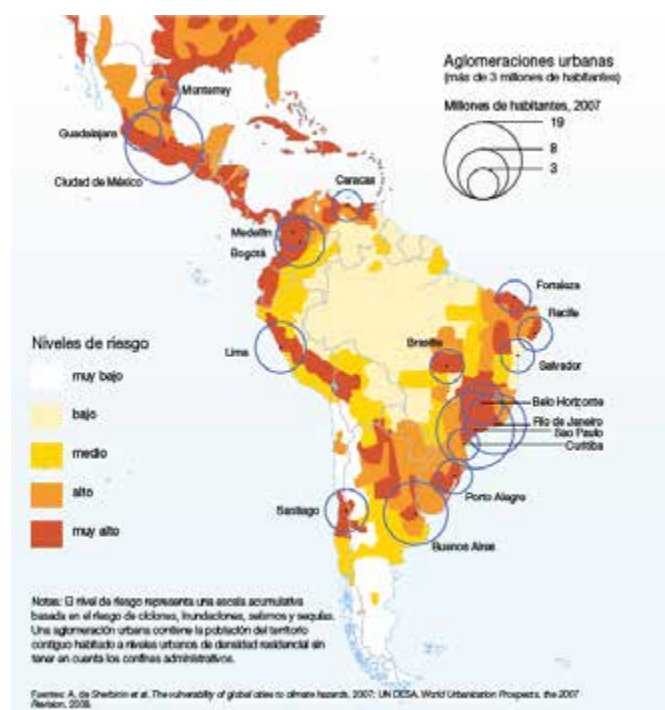 Aglomeraciones urbanas
(más de 3 millones de habitantes)
Millones de habitantes, 2007
19
8
3
Monterrey
Guadalajara
Ciudad de México
Caracas
Medellín
Bogotá
Fortaleza
Recife
Lima
Brasilia
Salvador
Belo Horizonte
Rio de Janeiro
Sao Paulo
Curitiba
Porto Alegre
Santiago
Buenos Aires
Niveles de riesgo
muy bajo
bajo
medio
alto
muy alto
Notas: El nivel de riesgo representa una escala acumulativa
basada en el riesgo de ciclones, inundaciones, seismos y sequías.
Una aglomeración urbana contiene la población del territorio
contiguo habitado a niveles urbanos de densidad residencial sin
tener en cuenta los confines administrativos.
Fuentes: A. de Sherbinin et al. The vulnerability of global cities to climate hazards, 2007; UN DESA, World Urbanization Prospects, the 2007
Revision, 2008.